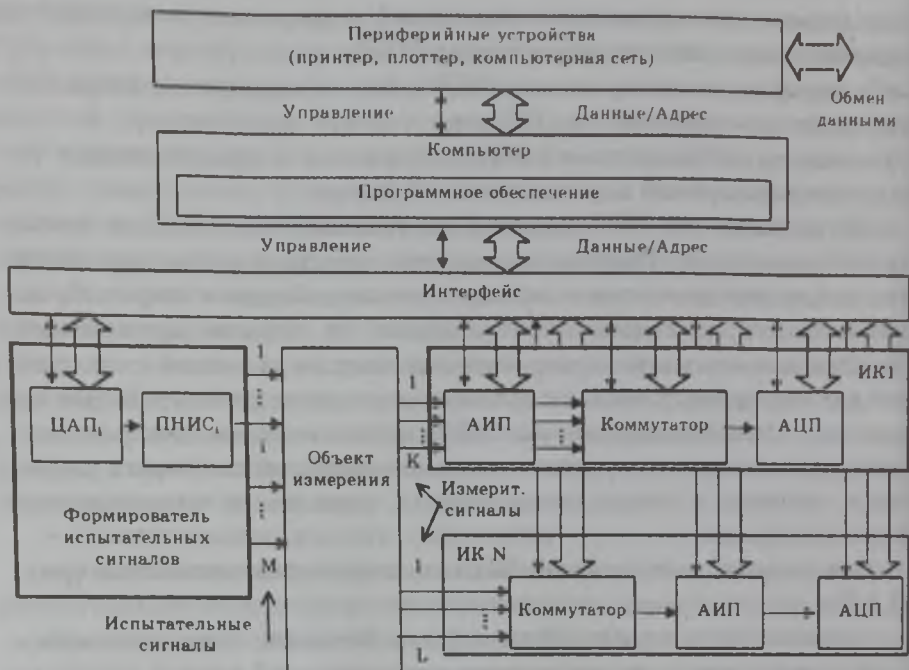 Периферийные устройства
(принтер, плоттер, компьютерная сеть)
Обмен
данными
Управление
Данные/Адрес
Компьютер
Программное обеспечение
Управление
Данные/Адрес
Интерфейс
ЦАПi
ПНИСi
Формирователь
испытательных
сигналов
1
i
M
Испытательные
сигналы
Объект
измерения
1
K
ИК1
АИП
Коммутатор
АЦП
Измерит.
сигналы
1
L
ИК N
Коммутатор
АИП
АЦП